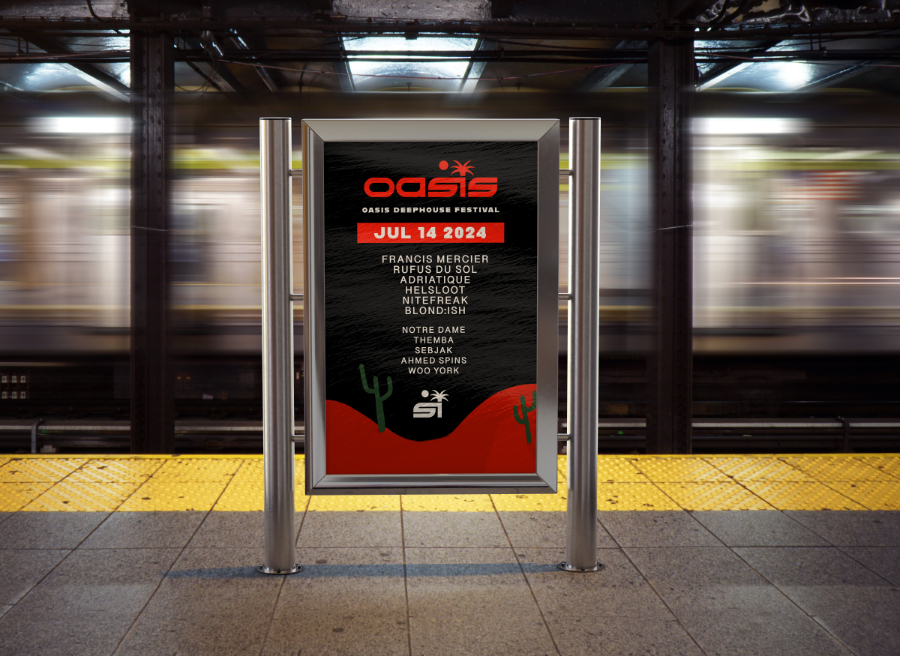 oasis
OASIS DEEPHOUSE FESTIVAL
JUL 14 2024
FRANCIS MERCIER
RUFUS DU SOL
ADRIATIQUE
HELSLOOT
NITEFREAK
BLOND:ISH
NOTRE DAME
THEMBA
SEBJAK
AHMED SPINS
WOO YORK
si